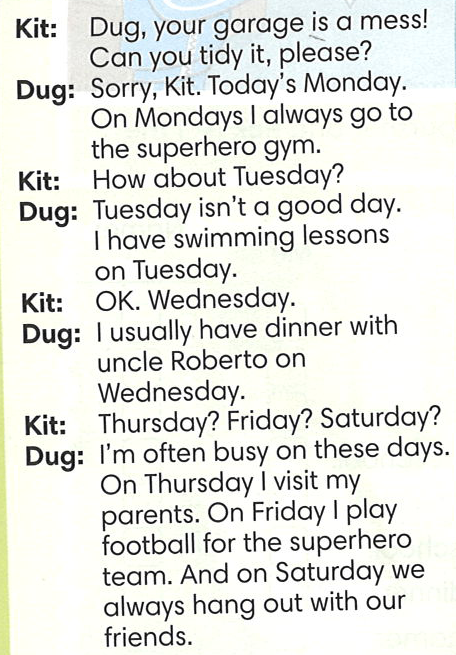 Kit: Dug, your garage is a mess!
Can you tidy it, please?
Dug: Sorry, Kit. Today's Monday.
On Mondays I always go to
the superhero gym.
Kit: How about Tuesday?
Dug: Tuesday isn't a good day.
I have swimming lessons
on Tuesday.
Kit: OK. Wednesday.
Dug: I usually have dinner with
uncle Roberto on
Wednesday.
Kit: Thursday? Friday? Saturday?
Dug: I'm often busy on these days.
On Thursday I visit my
parents. On Friday I play
football for the superhero
team. And on Saturday we
always hang out with our
friends.